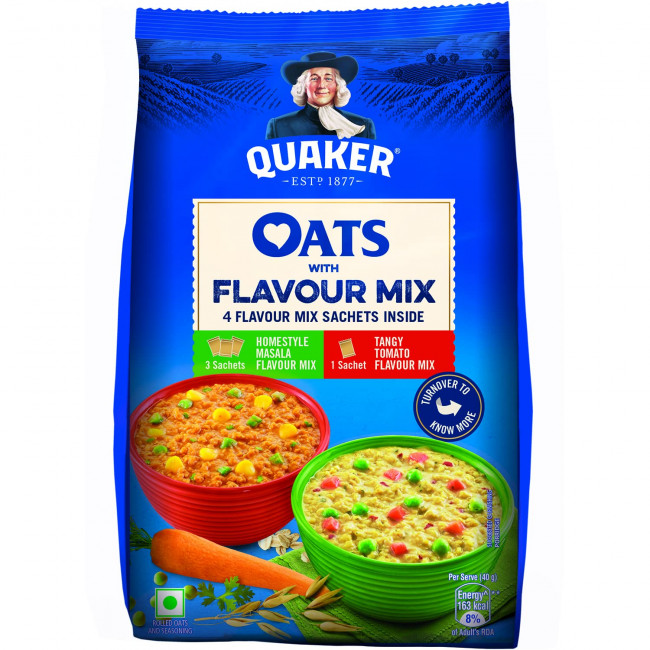 QUAKER®
ESTD 1877
OATS
WITH
FLAVOUR MIX
4 FLAVOUR MIX SACHETS INSIDE
3 Sachets
HOMESTYLE
MASALA
FLAVOUR MIX
1 Sachet
TANGY
TOMATO
FLAVOUR MIX
TURNOVER TO
KNOW MORE
Per Serve (40 g)
Energy^**
163 kcal
8%
of Adult's RDA
ROLLED OATS
AND SEASONING